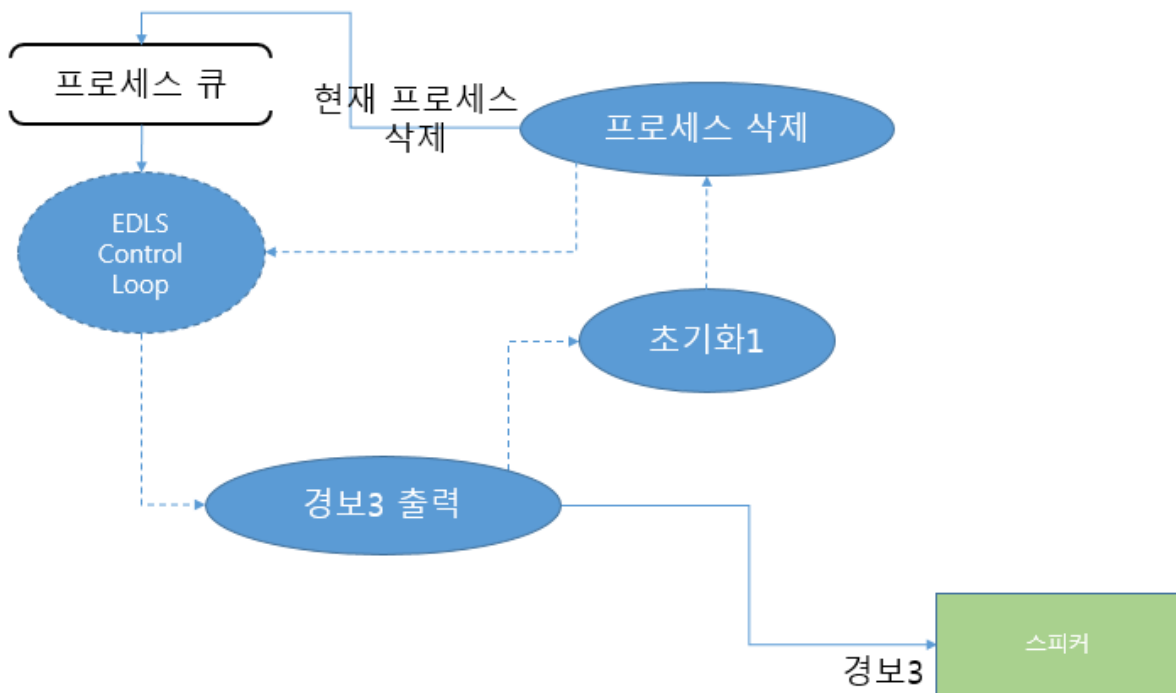 프로세스 큐
현재 프로세스
삭제
프로세스 삭제
EDLS
Control
Loop
초기화1
경보3 출력
스피커
경보3